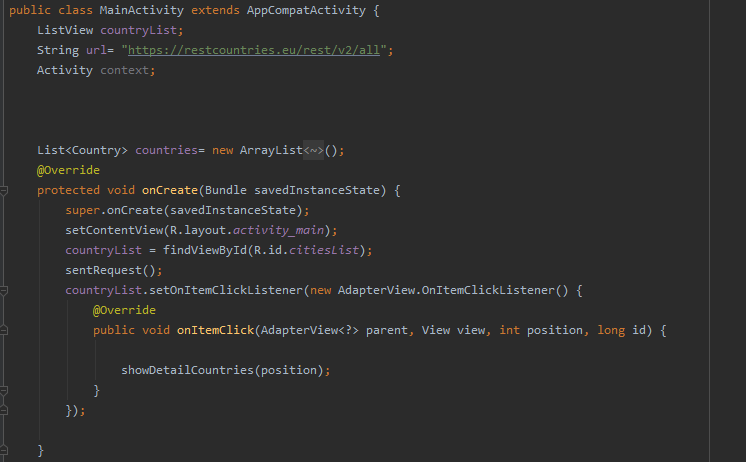 public class MainActivity extends AppCompatActivity {
ListView countryList;
String url= "https://restcountries.eu/rest/v2/all";
Activity context;
List<Country> countries= new ArrayList<~>();
@Override
protected void onCreate(Bundle savedInstanceState) {
super.onCreate(savedInstanceState);
setContentView(R.layout.activity_main);
countryList = findViewById(R.id.citiesList);
sentRequest();
countryList.setOnItemClickListener(new AdapterView.OnItemClickListener() {
@Override
public void onItemClick(AdapterView<?> parent, View view, int position, long id) {
showDetailCountries(position);
}
});
}